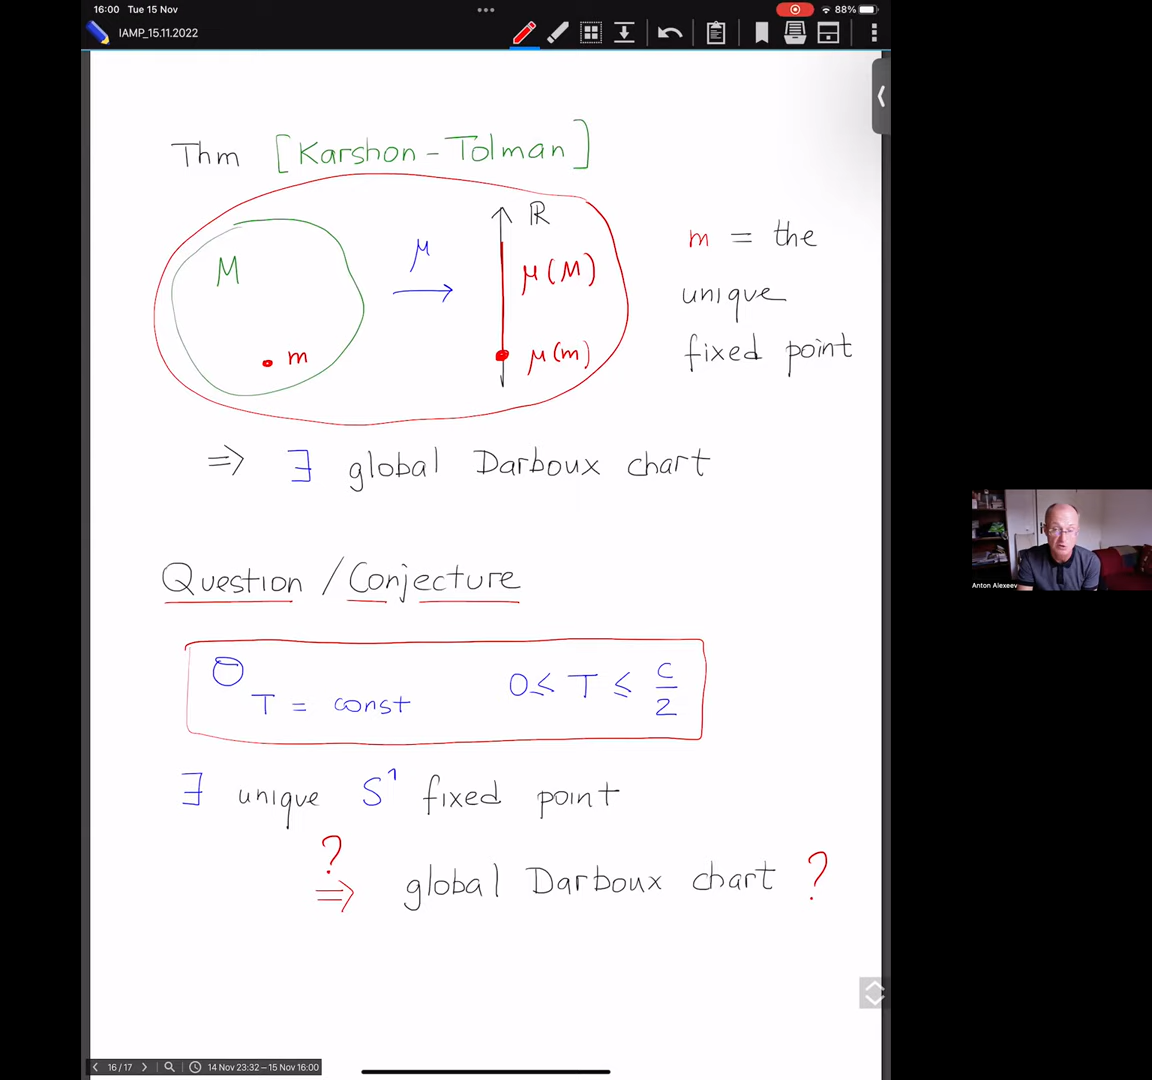 16:00 Tue 15 Nov
88%
IAMP_15.11.2022
Thm [Karshon - Tolman]
M
m
μ
ℝ
μ(M)
μ(m)
m = the
unique
fixed point
⇒ ∃ global Darboux chart
Question / Conjecture
Θ T = const 0 ≤ T ≤ c/2
∃ unique S¹ fixed point
? ⇒ global Darboux chart ?
Anton Alexeev
16 / 17
14 Nov 23:32 – 15 Nov 16:00